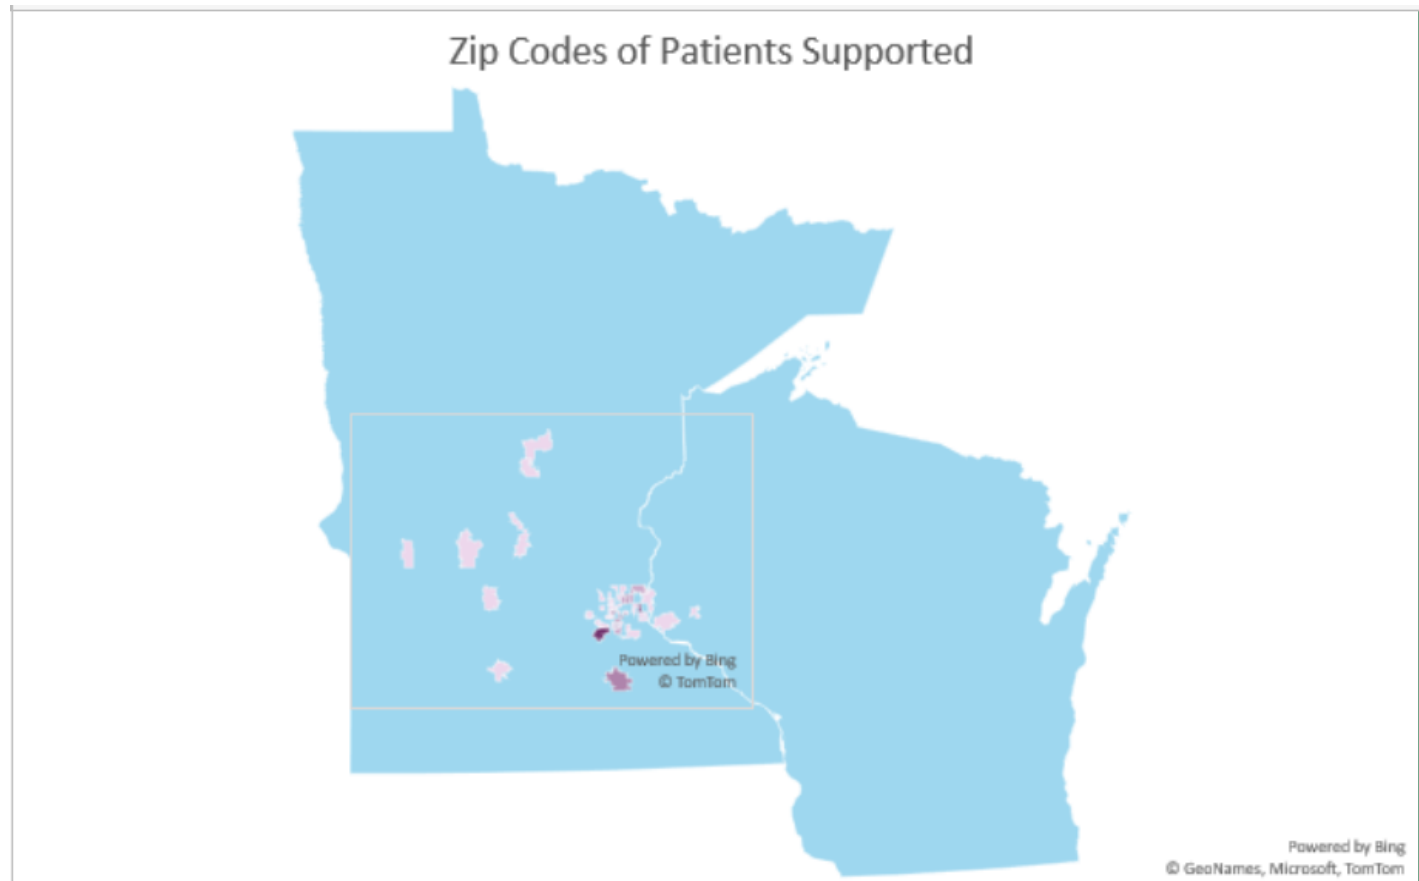 Zip Codes of Patients Supported
Powered by Bing
© TomTom
Powered by Bing
© GeoNames, Microsoft, TomTom